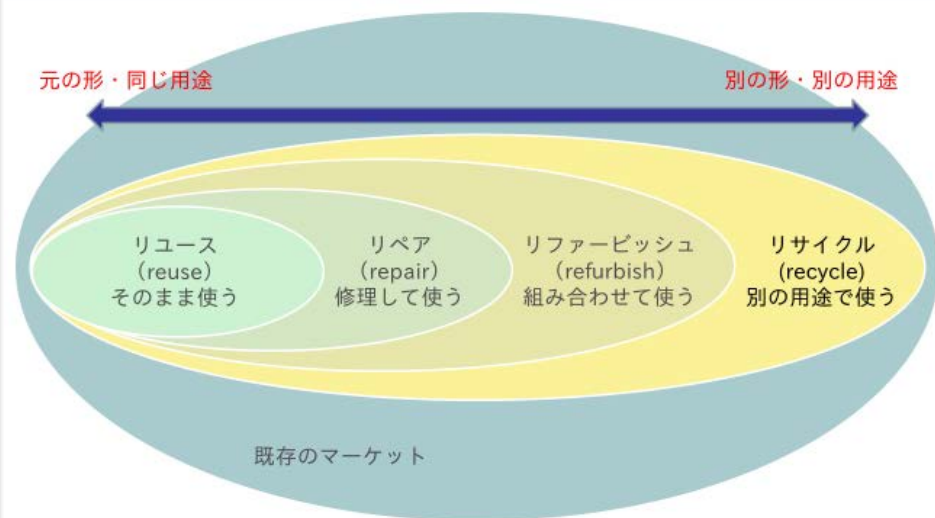 元の形・同じ用途
別の形・別の用途
リユース
（reuse）
そのまま使う
リペア
（repair）
修理して使う
リファービッシュ
（refurbish）
組み合わせて使う
リサイクル
(recycle)
別の用途で使う
既存のマーケット